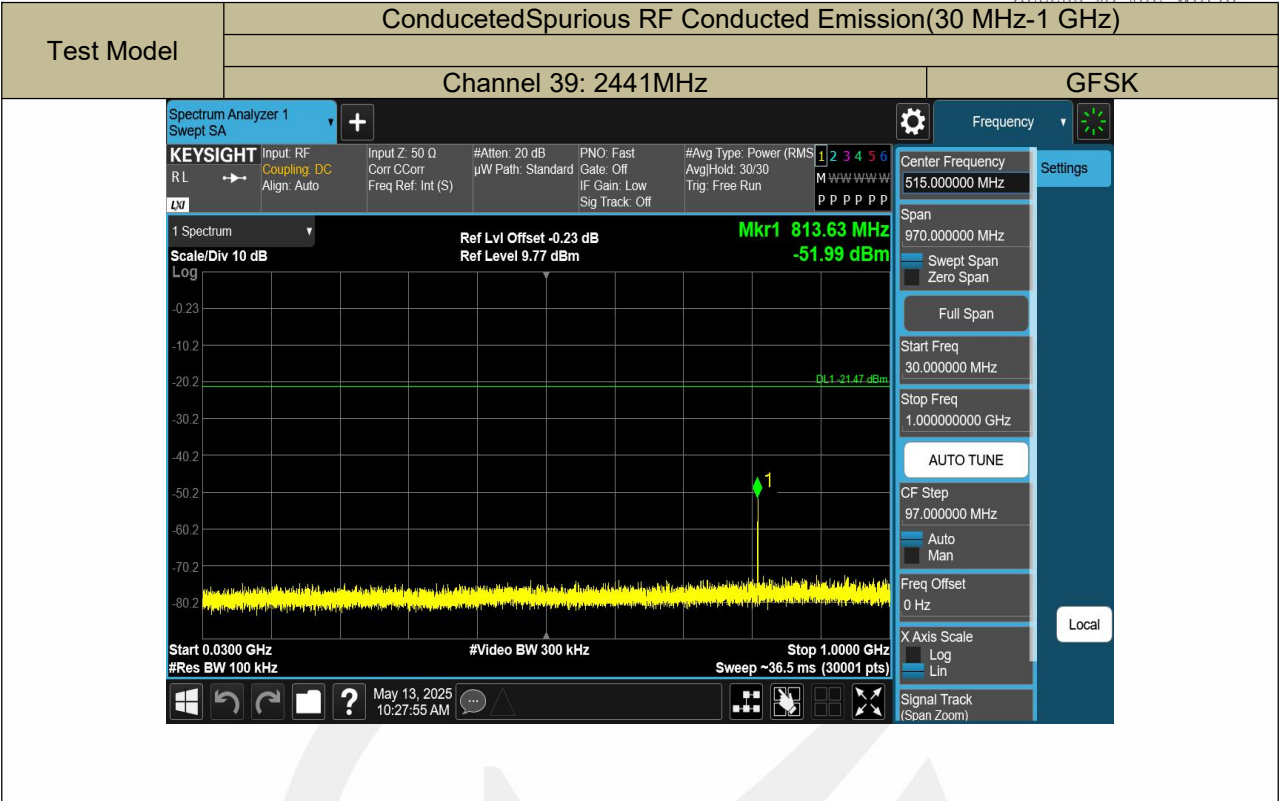 Test Model
ConducetedSpurious RF Conducted Emission(30 MHz-1 GHz)
Channel 39: 2441MHz
GFSK
Spectrum Analyzer 1
Swept SA
Frequency
KEYSIGHT
RL
LXI
Input: RF
Coupling: DC
Align: Auto
Input Z: 50 Ω
Corr CCorr
Freq Ref: Int (S)
#Atten: 20 dB
µW Path: Standard
PNO: Fast
Gate: Off
IF Gain: Low
Sig Track: Off
#Avg Type: Power (RMS
Avg|Hold: 30/30
Trig: Free Run
1 2 3 4 5 6
M W W W W W
P P P P P P
1 Spectrum
Scale/Div 10 dB
Ref Lvl Offset -0.23 dB
Ref Level 9.77 dBm
Mkr1 813.63 MHz
-51.99 dBm
Log
-0.23
-10.2
-20.2
DL1 -21.47 dBm
-30.2
-40.2
1
-50.2
-60.2
-70.2
-80.2
Start 0.0300 GHz
#Video BW 300 kHz
Stop 1.0000 GHz
#Res BW 100 kHz
Sweep ~36.5 ms (30001 pts)
?
May 13, 2025
10:27:55 AM
Center Frequency
515.000000 MHz
Settings
Span
970.000000 MHz
Swept Span
Zero Span
Full Span
Start Freq
30.000000 MHz
Stop Freq
1.000000000 GHz
AUTO TUNE
CF Step
97.000000 MHz
Auto
Man
Freq Offset
0 Hz
X Axis Scale
Log
Lin
Signal Track
(Span Zoom)
Local